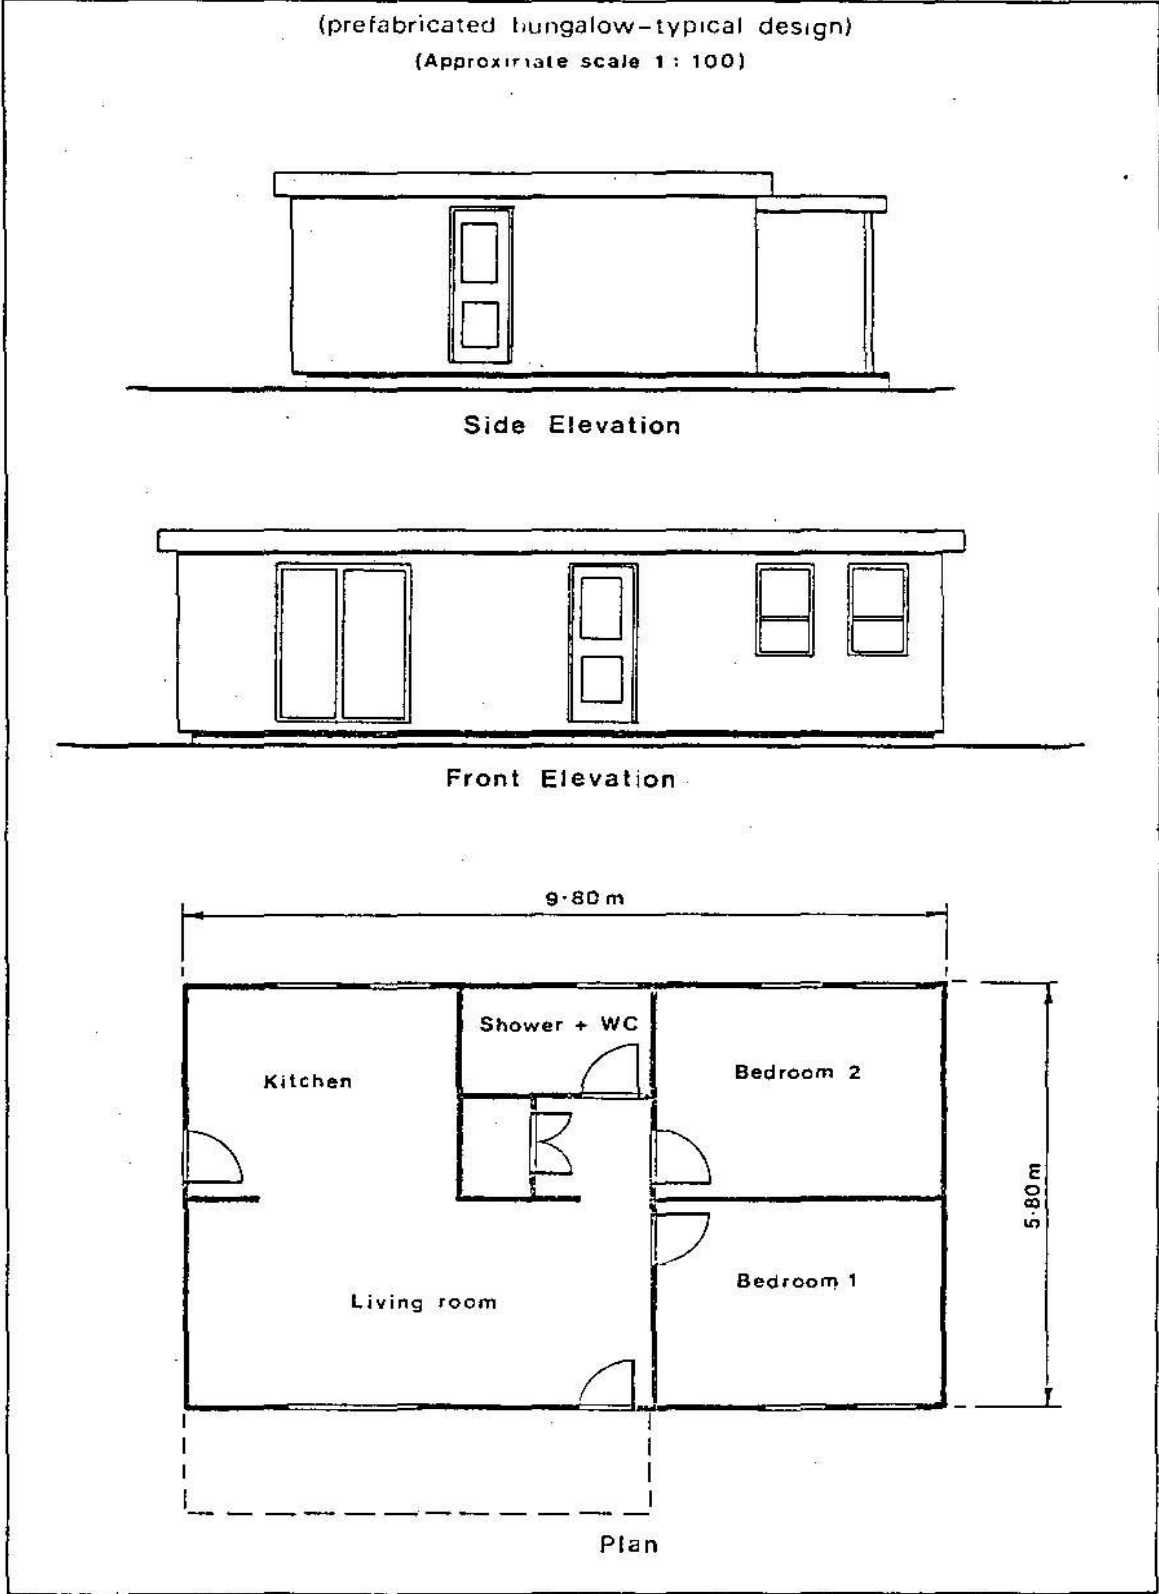 (prefabricated bungalow-typical design)
(Approximate scale 1 : 100)
Side Elevation
Front Elevation
9·80 m
Shower + WC
Kitchen
Bedroom 2
5·80 m
Living room
Bedroom 1
Plan